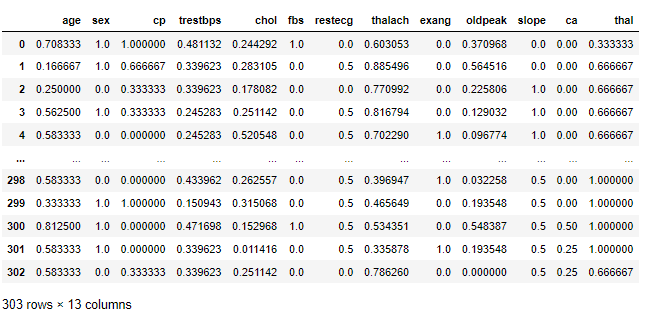 age sex cp trestbps chol fbs restecg thalach exang oldpeak slope ca thal
0 0.708333 1.0 1.000000 0.481132 0.244292 1.0 0.0 0.603053 0.0 0.370968 0.0 0.00 0.333333
1 0.166667 1.0 0.666667 0.339623 0.283105 0.0 0.5 0.885496 0.0 0.564516 0.0 0.00 0.666667
2 0.250000 0.0 0.333333 0.339623 0.178082 0.0 0.0 0.770992 0.0 0.225806 1.0 0.00 0.666667
3 0.562500 1.0 0.333333 0.245283 0.251142 0.0 0.5 0.816794 0.0 0.129032 1.0 0.00 0.666667
4 0.583333 0.0 0.000000 0.245283 0.520548 0.0 0.5 0.702290 1.0 0.096774 1.0 0.00 0.666667
... ... ... ... ... ... ... ... ... ... ... ... ... ...
298 0.583333 0.0 0.000000 0.433962 0.262557 0.0 0.5 0.396947 1.0 0.032258 0.5 0.00 1.000000
299 0.333333 1.0 1.000000 0.150943 0.315068 0.0 0.5 0.465649 0.0 0.193548 0.5 0.00 1.000000
300 0.812500 1.0 0.000000 0.471698 0.152968 1.0 0.5 0.534351 0.0 0.548387 0.5 0.50 1.000000
301 0.583333 1.0 0.000000 0.339623 0.011416 0.0 0.5 0.335878 1.0 0.193548 0.5 0.25 1.000000
302 0.583333 0.0 0.333333 0.339623 0.251142 0.0 0.0 0.786260 0.0 0.000000 0.5 0.25 0.666667
303 rows × 13 columns